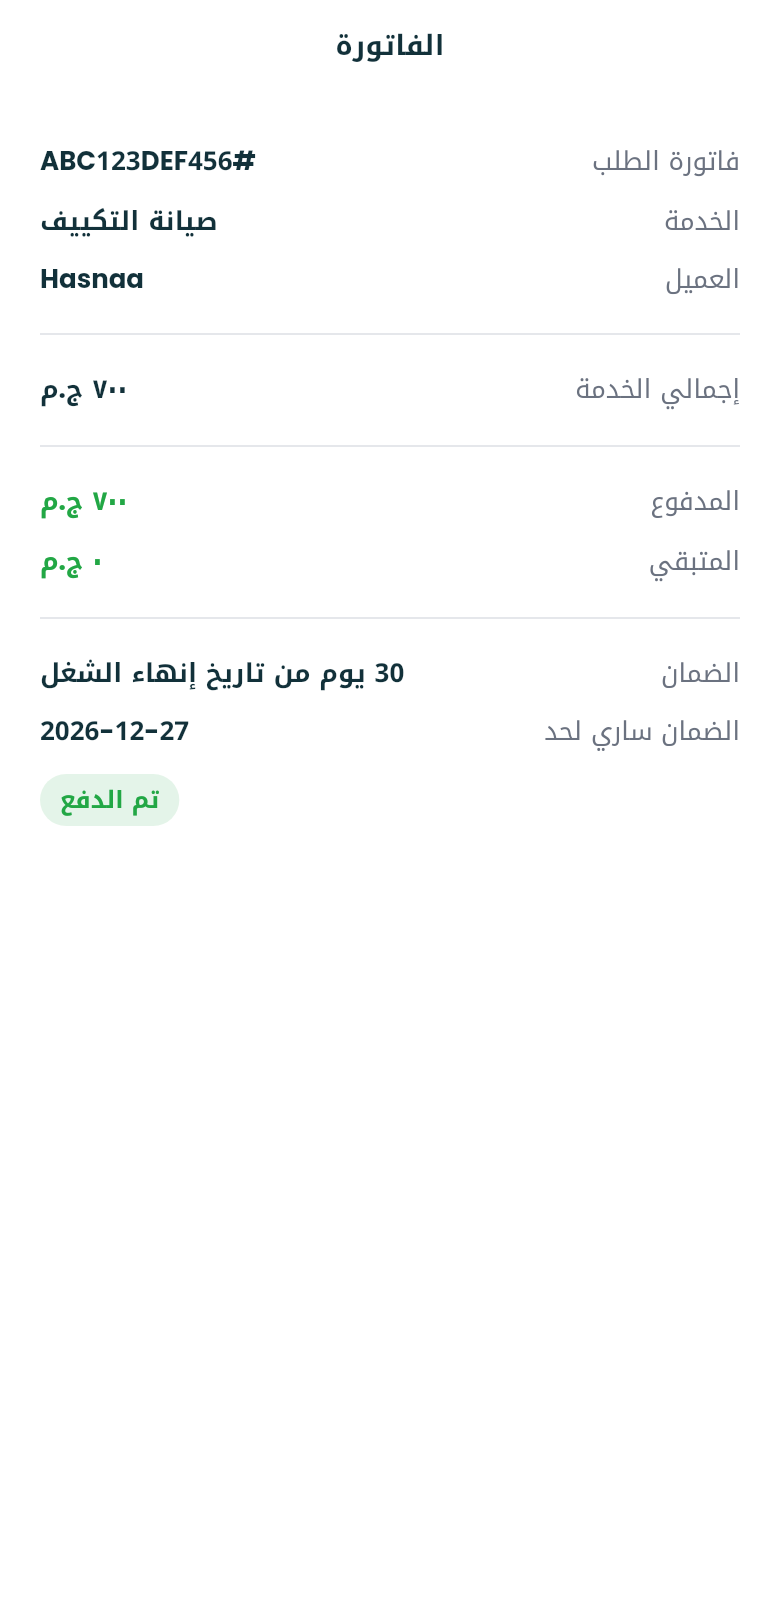 الفاتورة
فاتورة الطلب #ABC123DEF456
الخدمة صيانة التكييف
العميل Hasnaa
إجمالي الخدمة ٧٠٠ ج.م
المدفوع ٧٠٠ ج.م
المتبقي ٠ ج.م
الضمان 30 يوم من تاريخ إنهاء الشغل
الضمان ساري لحد 2026-12-27
تم الدفع